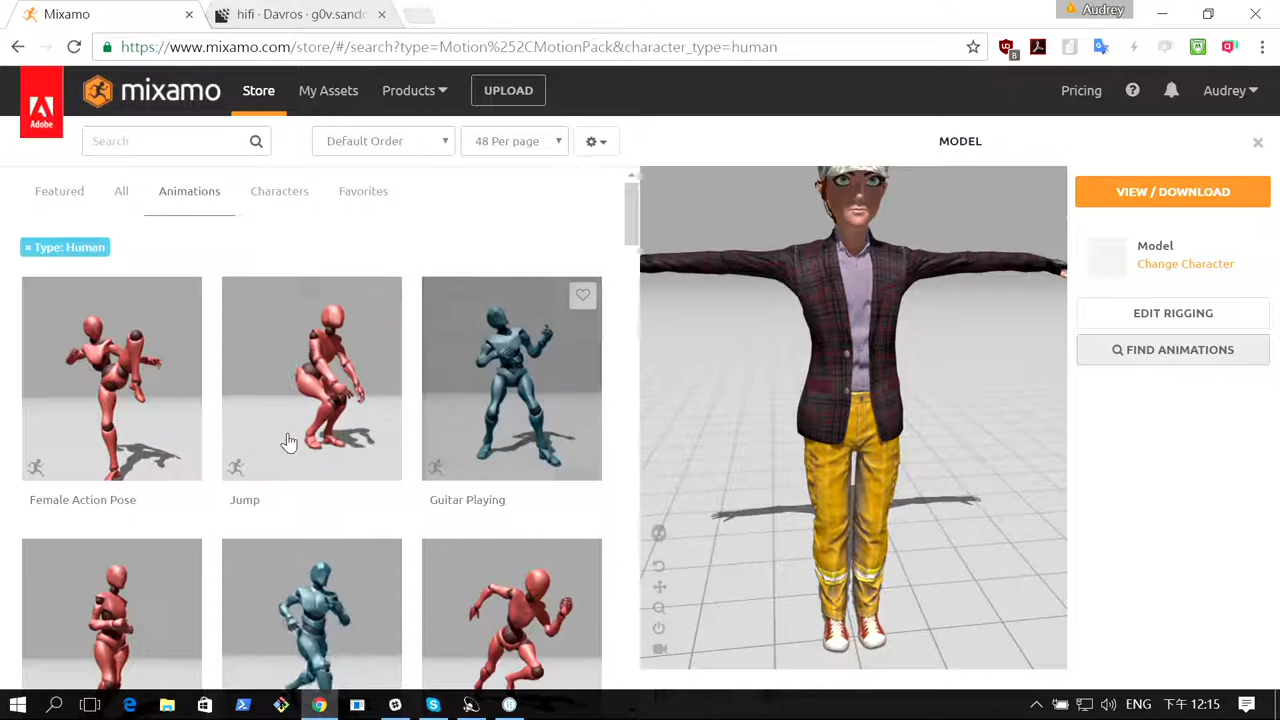 Mixamo
hifi · Davros · g0v.sand
Audrey
https://www.mixamo.com/store/#/search?type=Motion%252CMotionPack&character_type=human
8
Adobe
mixamo
Store
My Assets
Products
UPLOAD
Pricing
Audrey
Search
Default Order
48 Per page
MODEL
Featured
All
Animations
Characters
Favorites
VIEW / DOWNLOAD
× Type: Human
Model
Change Character
EDIT RIGGING
FIND ANIMATIONS
Female Action Pose
Jump
Guitar Playing
ENG
下午 12:15